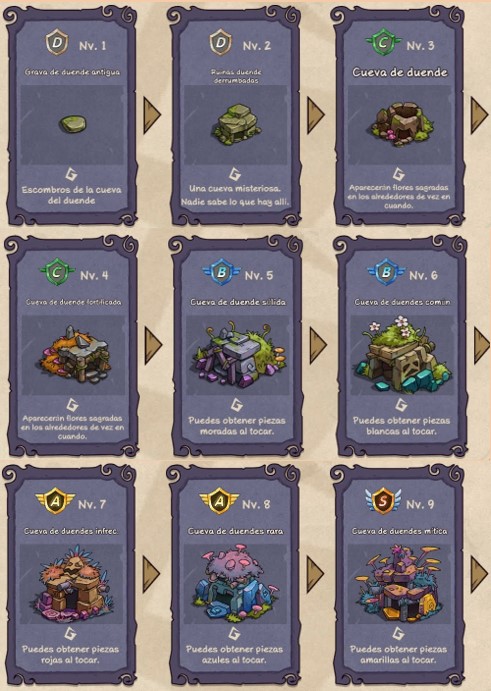 D Nv. 1
Grava de duende antigua
Escombros de la cueva
del duende
D Nv. 2
Ruinas duende
derrumbadas
Una cueva misteriosa.
Nadie sabe lo que hay allí.
C Nv. 3
Cueva de duende
Aparecerán flores sagradas
en los alrededores de vez en
cuando.
C Nv. 4
Cueva de duende fortificada
Aparecerán flores sagradas
en los alrededores de vez en
cuando.
B Nv. 5
Cueva de duende sólida
Puedes obtener piezas
moradas al tocar.
B Nv. 6
Cueva de duendes común
Puedes obtener piezas
blancas al tocar.
A Nv. 7
Cueva de duendes infrec.
Puedes obtener piezas
rojas al tocar.
A Nv. 8
Cueva de duendes rara
Puedes obtener piezas
azules al tocar.
S Nv. 9
Cueva de duendes mítica
Puedes obtener piezas
amarillas al tocar.